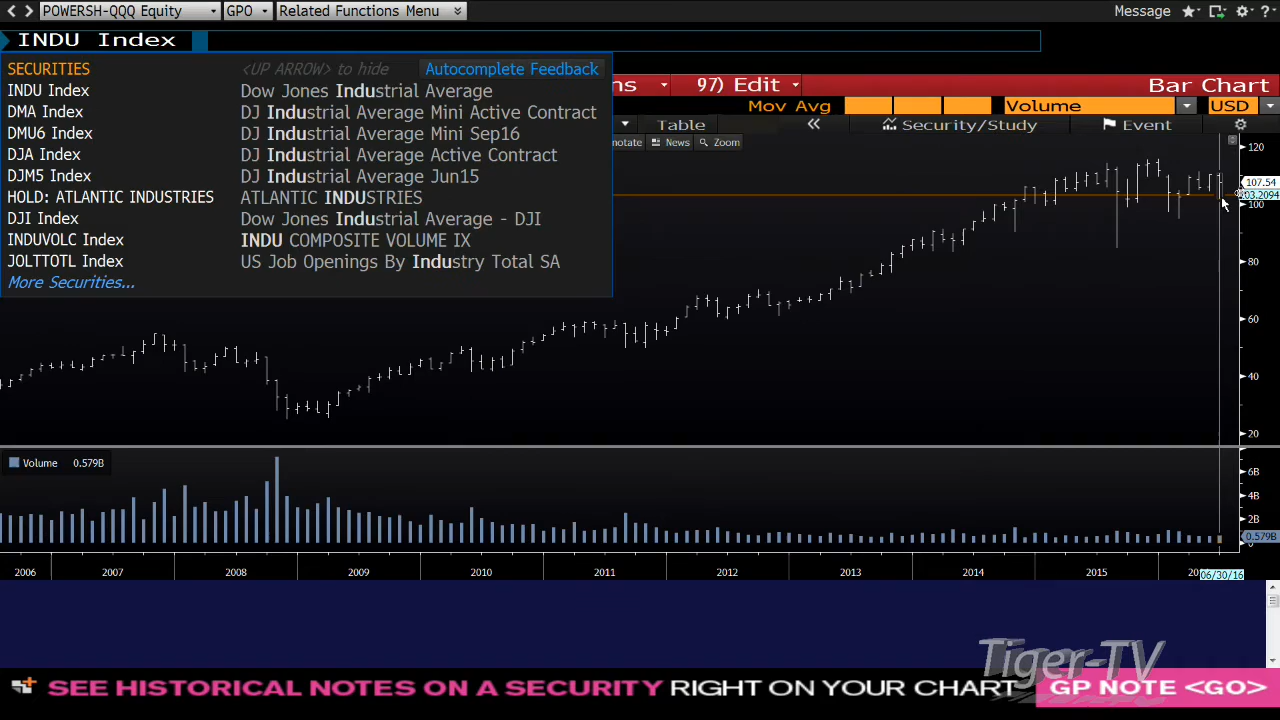 POWERSH-QQQ Equity GPO Related Functions Menu Message ?
INDU Index
SECURITIES <UP ARROW> to hide Autocomplete Feedback
INDU Index Dow Jones Industrial Average
DMA Index DJ Industrial Average Mini Active Contract
DMU6 Index DJ Industrial Average Mini Sep16
DJA Index DJ Industrial Average Active Contract
DJM5 Index DJ Industrial Average Jun15
HOLD: ATLANTIC INDUSTRIES ATLANTIC INDUSTRIES
DJI Index Dow Jones Industrial Average - DJI
INDUVOLC Index INDU COMPOSITE VOLUME IX
JOLTTOTL Index US Job Openings By Industry Total SA
More Securities...
ns 97) Edit Bar Chart
Mov Avg Volume USD
Table « Security/Study Event
notate News Zoom
120
107.54
03.2094
100
80
60
40
20
Volume 0.579B
6B
4B
2B
0.579B
0
2006 2007 2008 2009 2010 2011 2012 2013 2014 2015 20
06/30/16
Tiger-TV
SEE HISTORICAL NOTES ON A SECURITY RIGHT ON YOUR CHART GP NOTE <GO>